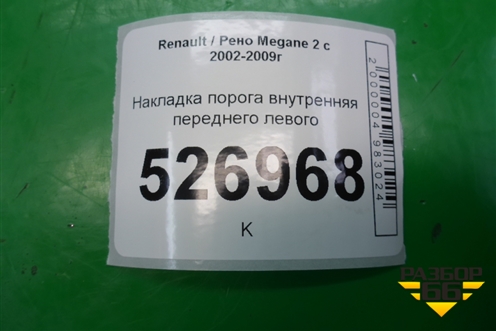 Renault / Рено Megane 2 с
2002-2009г
Накладка порога внутренняя
переднего левого
526968
К
2000004983024
РАЗБОР
66